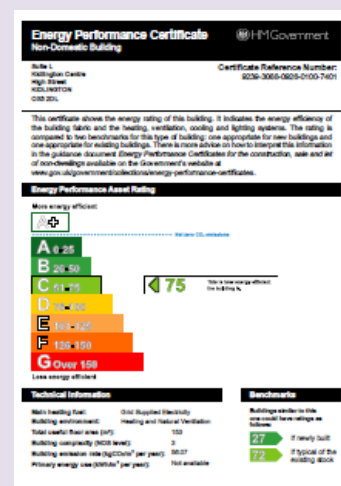 Energy Performance Certificate
HM Government
Non-Domestic Building
Suite L
Kidlington Centre
High Street
KIDLINGTON
OX5 2DL
Certificate Reference Number:
9239-3066-0926-0100-7401
This certificate shows the energy rating of this building. It indicates the energy efficiency of
the building fabric and the heating, ventilation, cooling and lighting systems. The rating is
compared to two benchmarks for this type of building: one appropriate for new buildings and
one appropriate for existing buildings. There is more advice on how to interpret this information
in the guidance document Energy Performance Certificates for the construction, sale and let
of non-dwellings available on the Government's website at
www.gov.uk/government/collections/energy-performance-certificates.
Energy Performance Asset Rating
More energy efficient
A+
Net zero CO₂ emissions
A 0-25
B 26-50
C 51-75
75
This is how energy efficient
the building is.
D 76-100
E 101-125
F 126-150
G Over 150
Less energy efficient
Technical Information
Main heating fuel: Grid Supplied Electricity
Building environment: Heating and Natural Ventilation
Total useful floor area (m²):
Building complexity (NOS level): 3
Building emission rate (kgCO₂/m² per year):
Primary energy use (kWh/m² per year): Not available
Benchmarks
Buildings similar to this
one could have ratings as
follows:
27 If newly built
72 If typical of the
existing stock